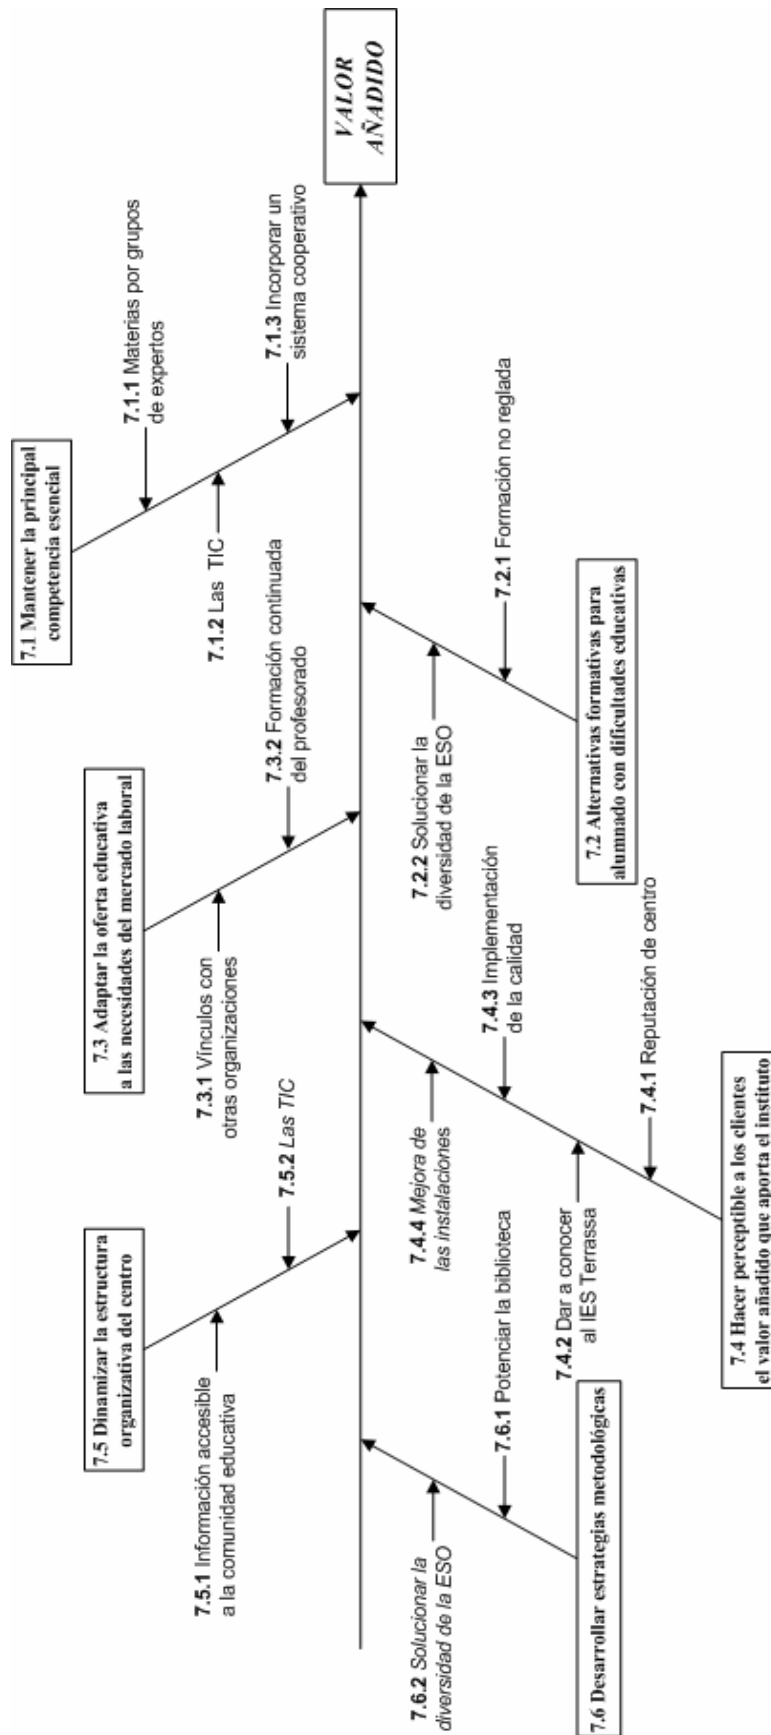 7.5 Dinamizar la estructura
organizativa del centro
7.5.1 Información accesible
a la comunidad educativa
7.5.2 Las TIC
7.3 Adaptar la oferta educativa
a las necesidades del mercado laboral
7.3.1 Vínculos con
otras organizaciones
7.3.2 Formación continuada
del profesorado
7.1 Mantener la principal
competencia esencial
7.1.1 Materias por grupos
de expertos
7.1.2 Las TIC
7.1.3 Incorporar un
sistema cooperativo
VALOR
AÑADIDO
7.6.2 Solucionar la
diversidad de la ESO
7.6.1 Potenciar la biblioteca
7.6 Desarrollar estrategias metodológicas
7.4.4 Mejora de
las instalaciones
7.4.3 Implementación
de la calidad
7.4.2 Dar a conocer
al IES Terrassa
7.4.1 Reputación de centro
7.4 Hacer perceptible a los clientes
el valor añadido que aporta el instituto
7.2.2 Solucionar la
diversidad de la ESO
7.2.1 Formación no reglada
7.2 Alternativas formativas para
alumnado con dificultades educativas